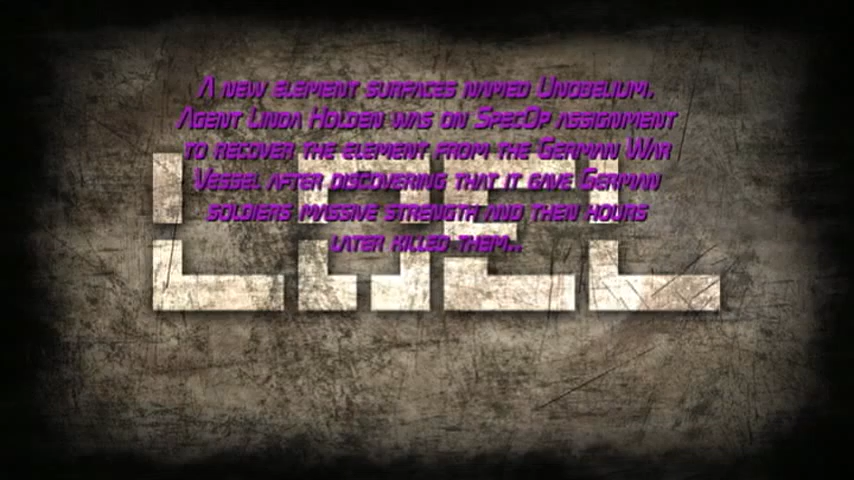 A new element surfaces named Unobelium.
Agent Linda Holden was on SpecOp assignment
to recover the element from the German War
Vessel after discovering that it gave German
soldiers massive strength and then hours
later killed them..